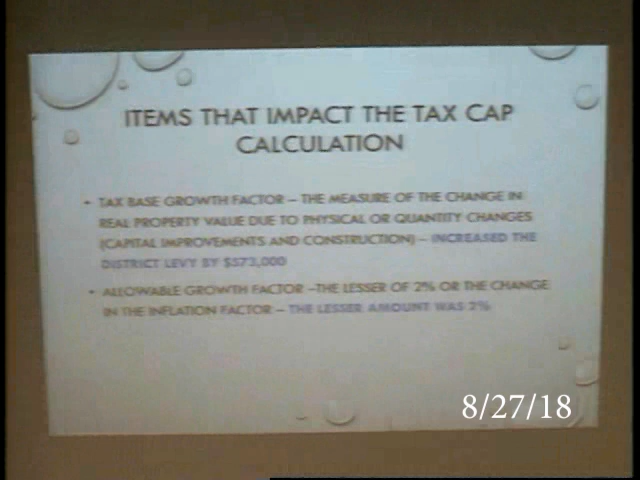 ITEMS THAT IMPACT THE TAX CAP
CALCULATION
• TAX BASE GROWTH FACTOR – THE MEASURE OF THE CHANGE IN
REAL PROPERTY VALUE DUE TO PHYSICAL OR QUANTITY CHANGES
(CAPITAL IMPROVEMENTS AND CONSTRUCTION) – INCREASED THE
DISTRICT LEVY BY $573,000
• ALLOWABLE GROWTH FACTOR –THE LESSER OF 2% OR THE CHANGE
IN THE INFLATION FACTOR – THE LESSER AMOUNT WAS 2%
8/27/18